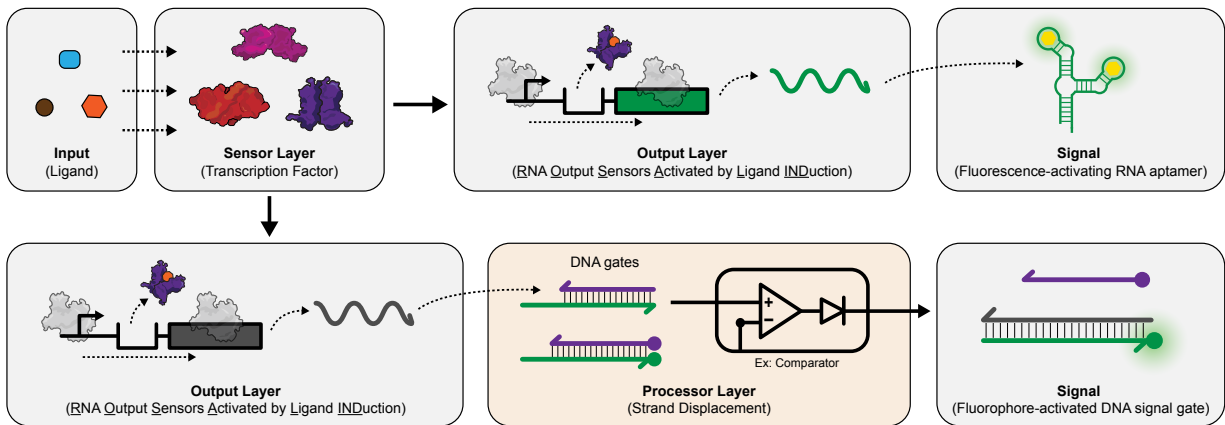 Input
(Ligand)
Sensor Layer
(Transcription Factor)
Output Layer
(RNA Output Sensors Activated by Ligand INDuction)
Signal
(Fluorescence-activating RNA aptamer)
Output Layer
(RNA Output Sensors Activated by Ligand INDuction)
DNA gates
+
−
Ex: Comparator
Processor Layer
(Strand Displacement)
Signal
(Fluorophore-activated DNA signal gate)